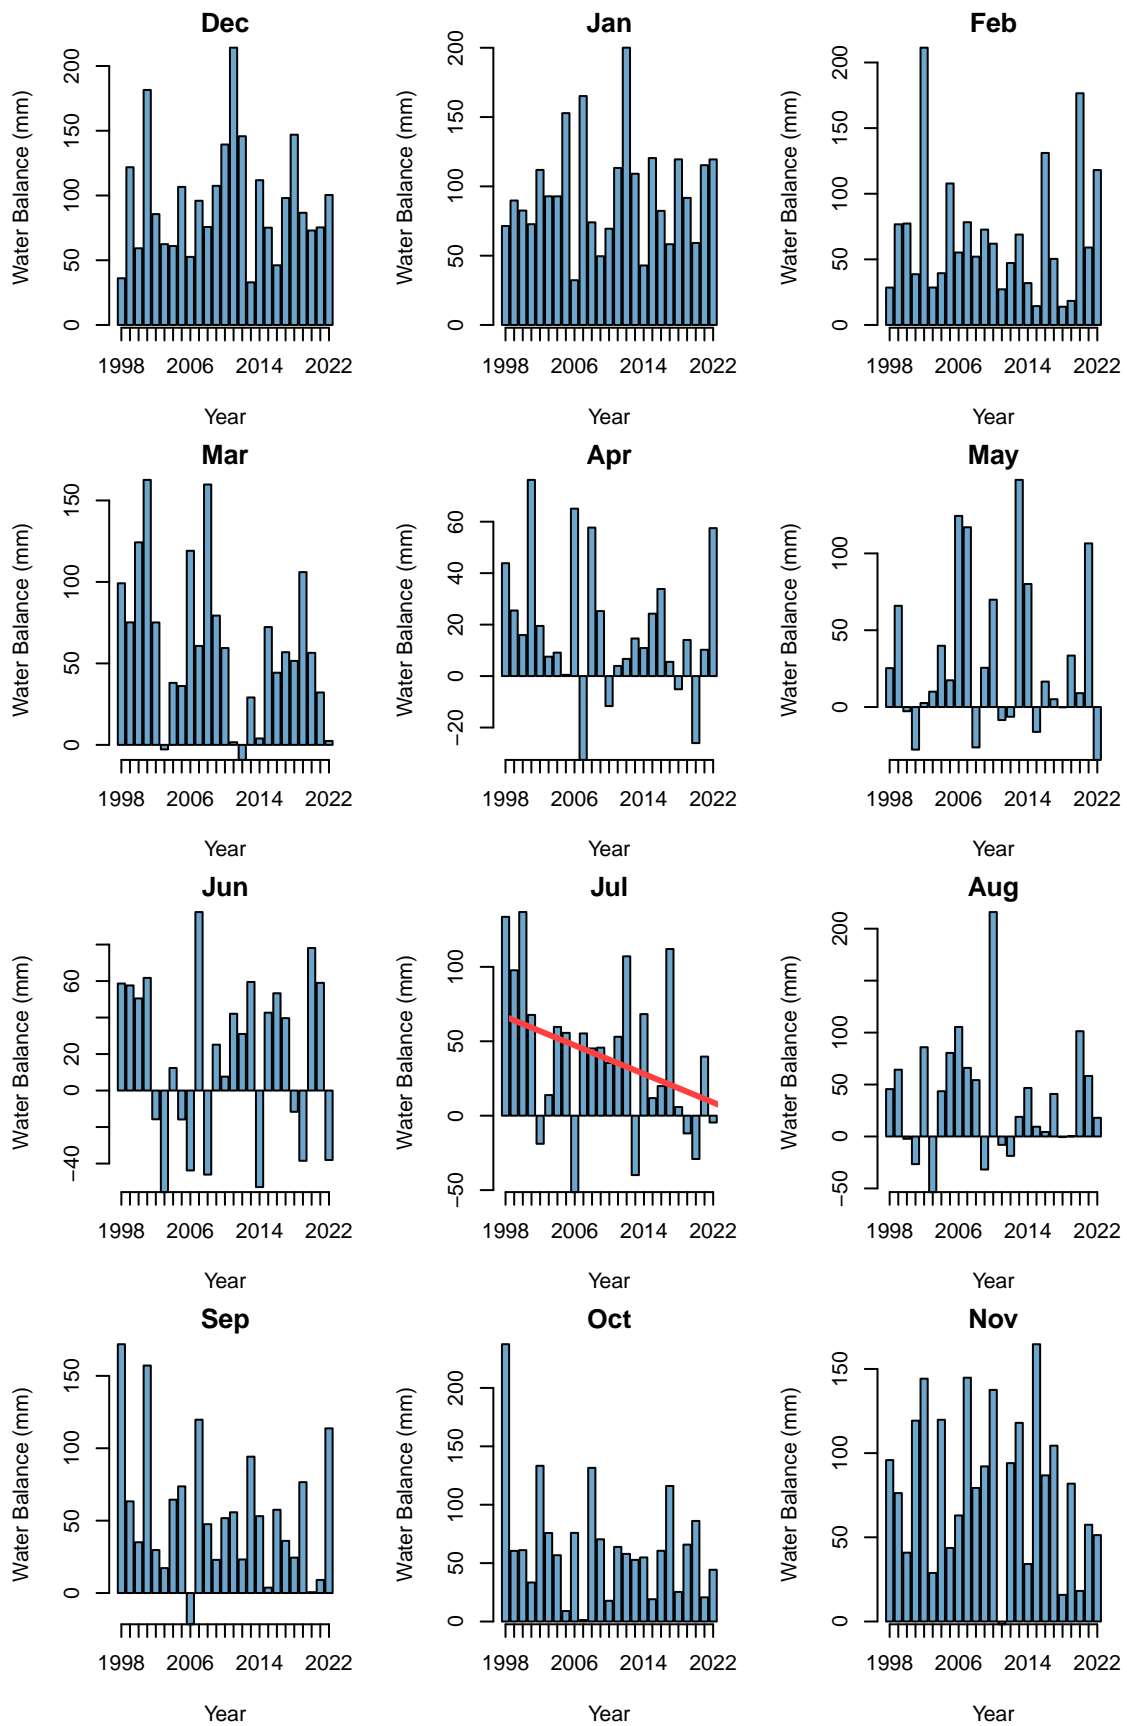 Dec
Water Balance (mm)
0 50 100 150 200
1998 2006 2014 2022
Year
Jan
Water Balance (mm)
0 50 100 150 200
1998 2006 2014 2022
Year
Feb
Water Balance (mm)
0 50 100 150 200
1998 2006 2014 2022
Year
Mar
Water Balance (mm)
0 50 100 150
1998 2006 2014 2022
Year
Apr
Water Balance (mm)
−20 0 20 40 60
1998 2006 2014 2022
Year
May
Water Balance (mm)
0 50 100
1998 2006 2014 2022
Year
Jun
Water Balance (mm)
−40 0 20 60
1998 2006 2014 2022
Year
Jul
Water Balance (mm)
−50 0 50 100
1998 2006 2014 2022
Year
Aug
Water Balance (mm)
−50 0 50 100 200
1998 2006 2014 2022
Year
Sep
Water Balance (mm)
0 50 100 150
1998 2006 2014 2022
Year
Oct
Water Balance (mm)
0 50 100 150 200
1998 2006 2014 2022
Year
Nov
Water Balance (mm)
0 50 100 150
1998 2006 2014 2022
Year